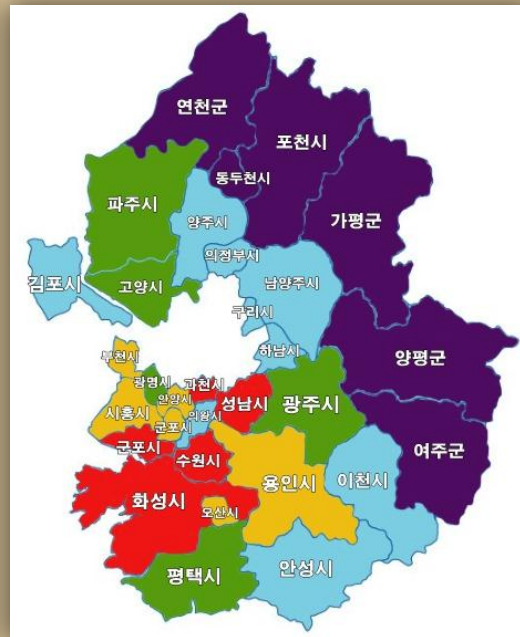 연천군
포천시
동두천시
파주시
양주시
가평군
의정부시
김포시
고양시
남양주시
구리시
하남시
양평군
부천시
광명시
과천시
안양시
성남시
광주시
시흥시
의왕시
군포시
여주군
군포시
수원시
이천시
용인시
화성시
오산시
평택시
안성시